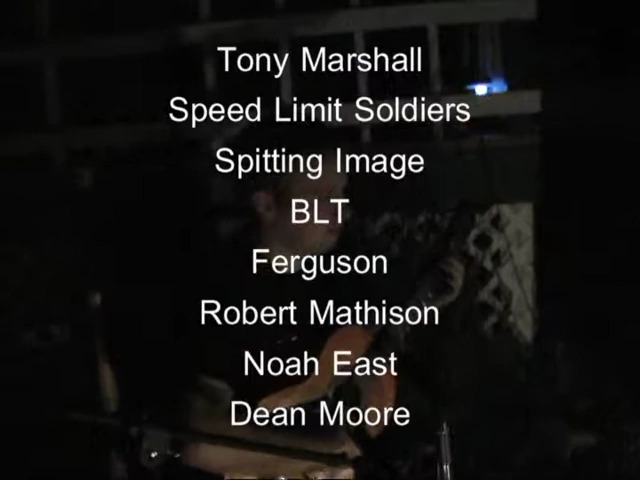 Tony Marshall
Speed Limit Soldiers
Spitting Image
BLT
Ferguson
Robert Mathison
Noah East
Dean Moore